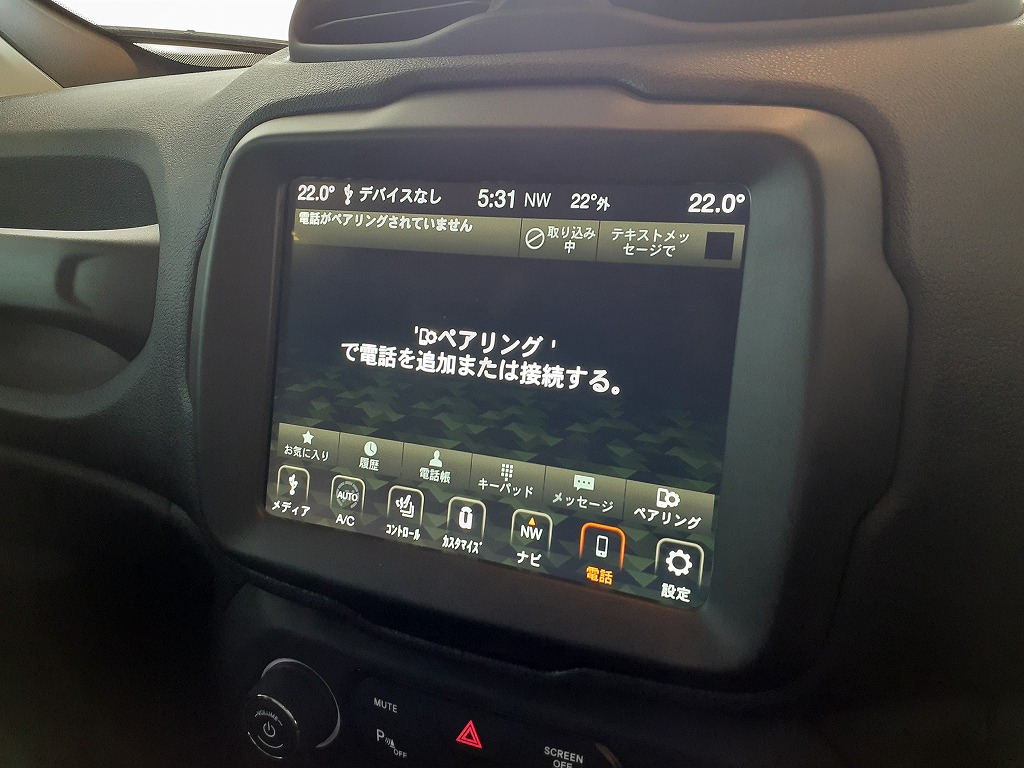 22.0° デバイスなし 5:31 NW 22°外 22.0°
電話がペアリングされていません
取り込み
中
テキストメッ
セージで
'ペアリング '
で電話を追加または接続する。
お気に入り 履歴 電話帳 キーパッド メッセージ ペアリング
AUTO
NW
メディア A/C コントロール カスタマイズ ナビ 電話 設定
VOLUME
MUTE
P OFF
SCREEN
OFF